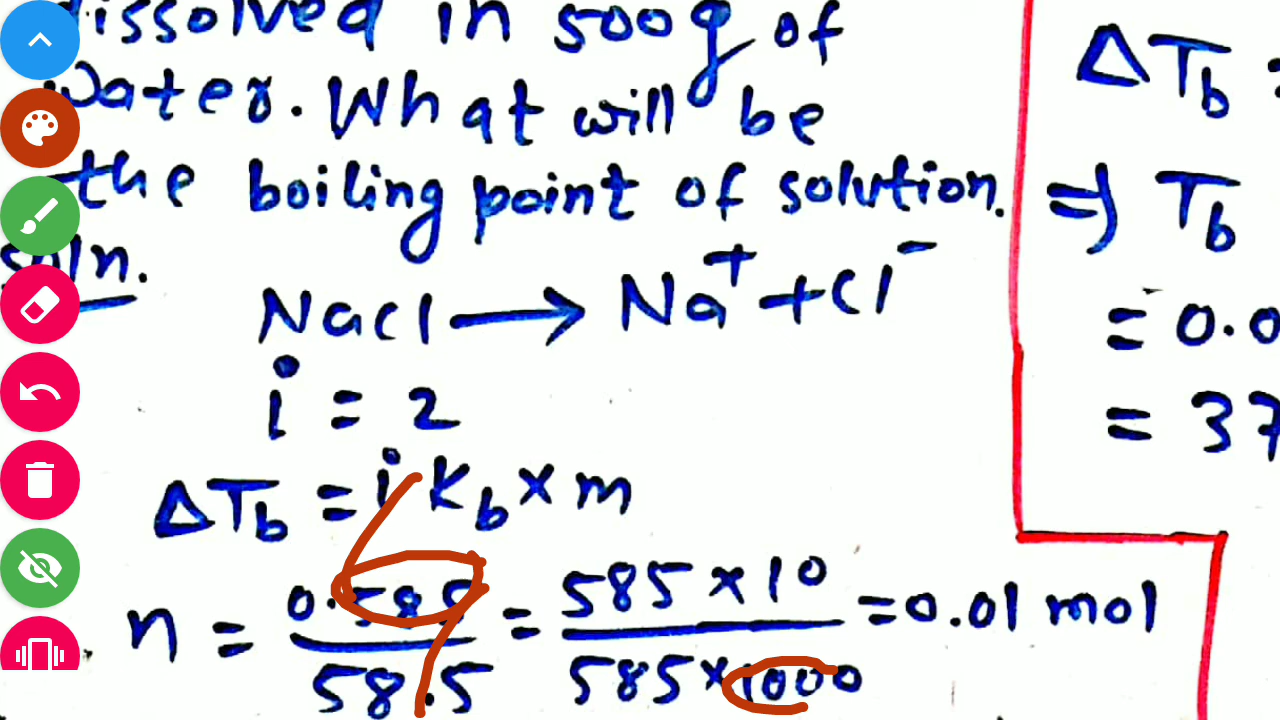 dissolved in 500g of
water. What will be
the boiling point of solution.
soln.
NaCl → Na⁺ + Cl⁻
i = 2
ΔTb = i Kb × m
n = 0.585/58.5 = 585×10/585×1000 = 0.01 mol
ΔTb =
⇒ Tb
= 0.0
= 37